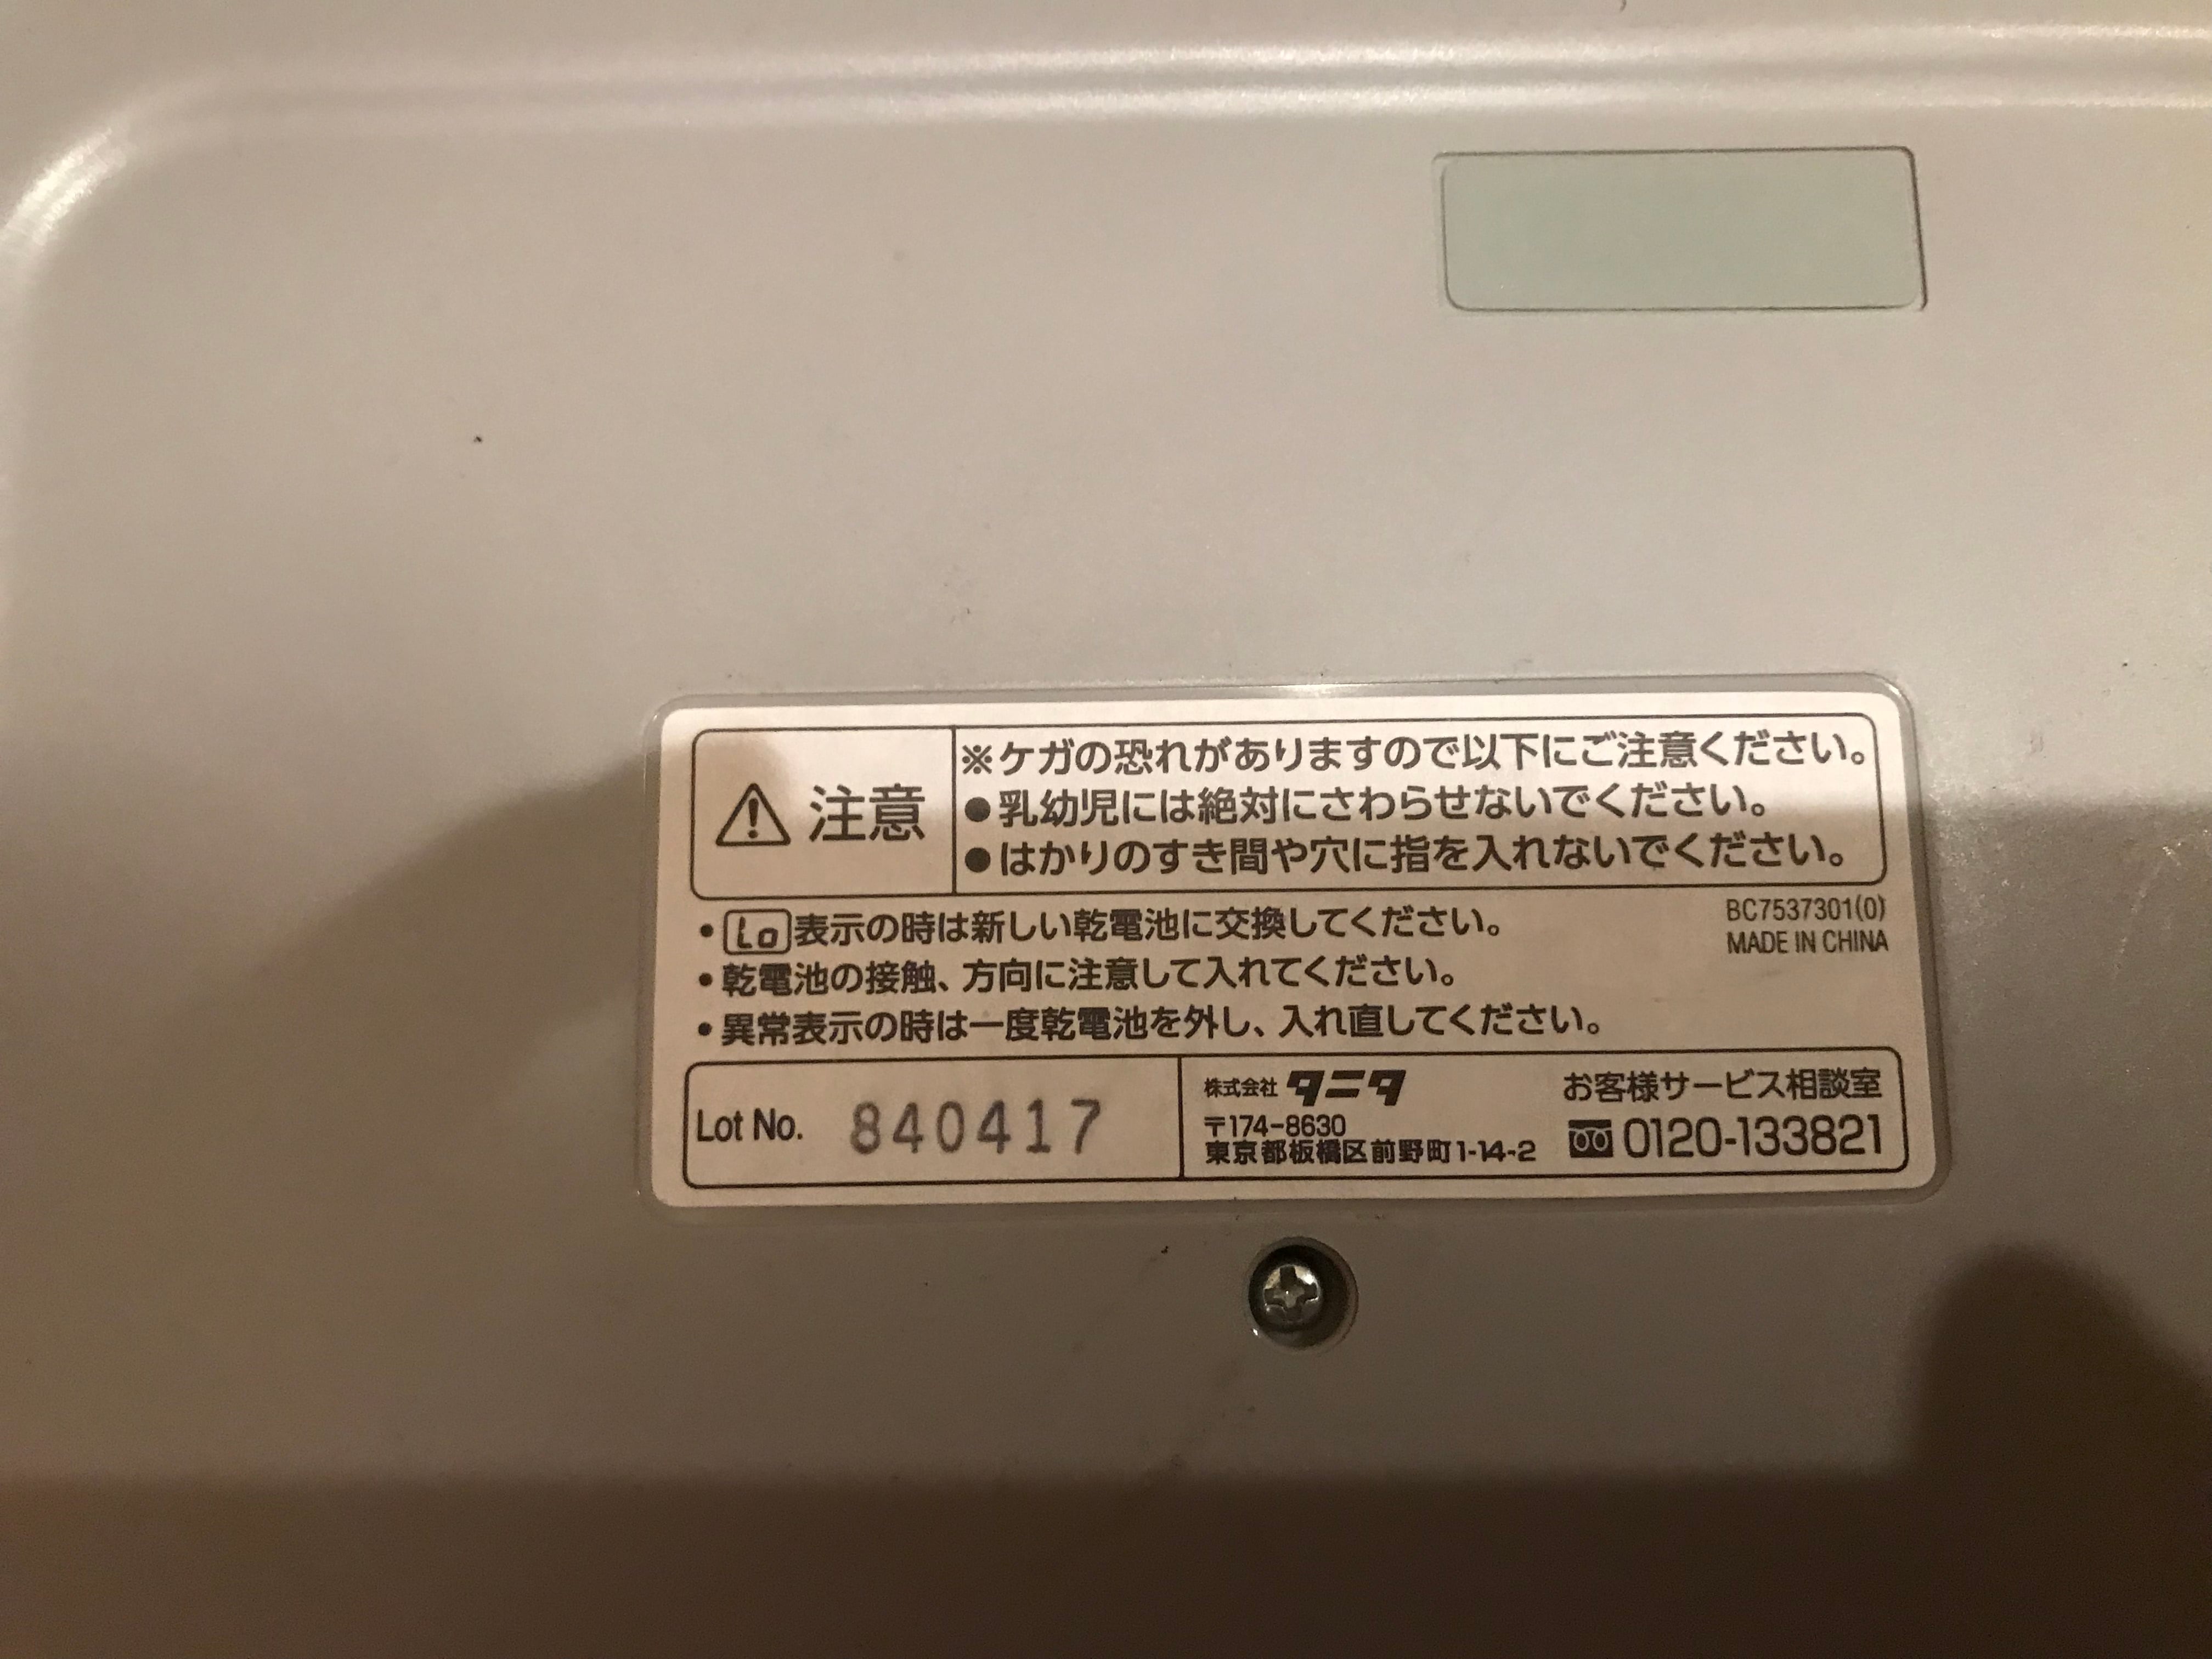 ⚠ 注意
※ケガの恐れがありますので以下にご注意ください。
●乳幼児には絶対にさわらせないでください。
●はかりのすき間や穴に指を入れないでください。
・Lo表示の時は新しい乾電池に交換してください。
・乾電池の接触、方向に注意して入れてください。
・異常表示の時は一度乾電池を外し、入れ直してください。
BC7537301(0)
MADE IN CHINA
Lot No. 840417
株式会社 タニタ
〒174-8630
東京都板橋区前野町1-14-2
お客様サービス相談室
0120-133821